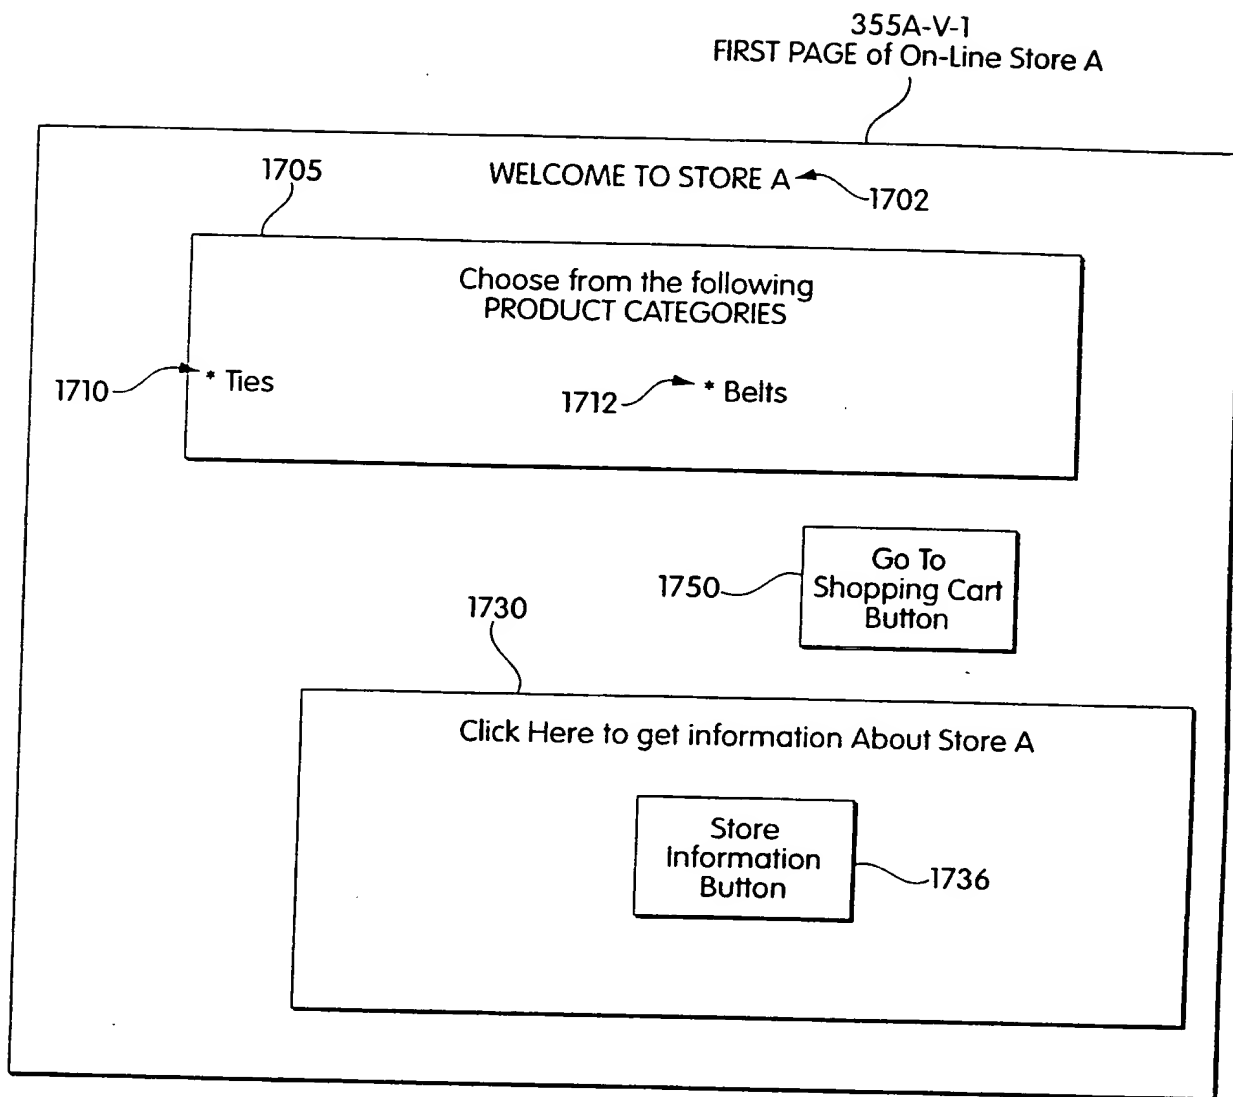 355A-V-1
FIRST PAGE of On-Line Store A
1705
WELCOME TO STORE A
1702
Choose from the following
PRODUCT CATEGORIES
1710
* Ties
1712
* Belts
1750
Go To
Shopping Cart
Button
1730
Click Here to get information About Store A
Store
Information
Button
1736